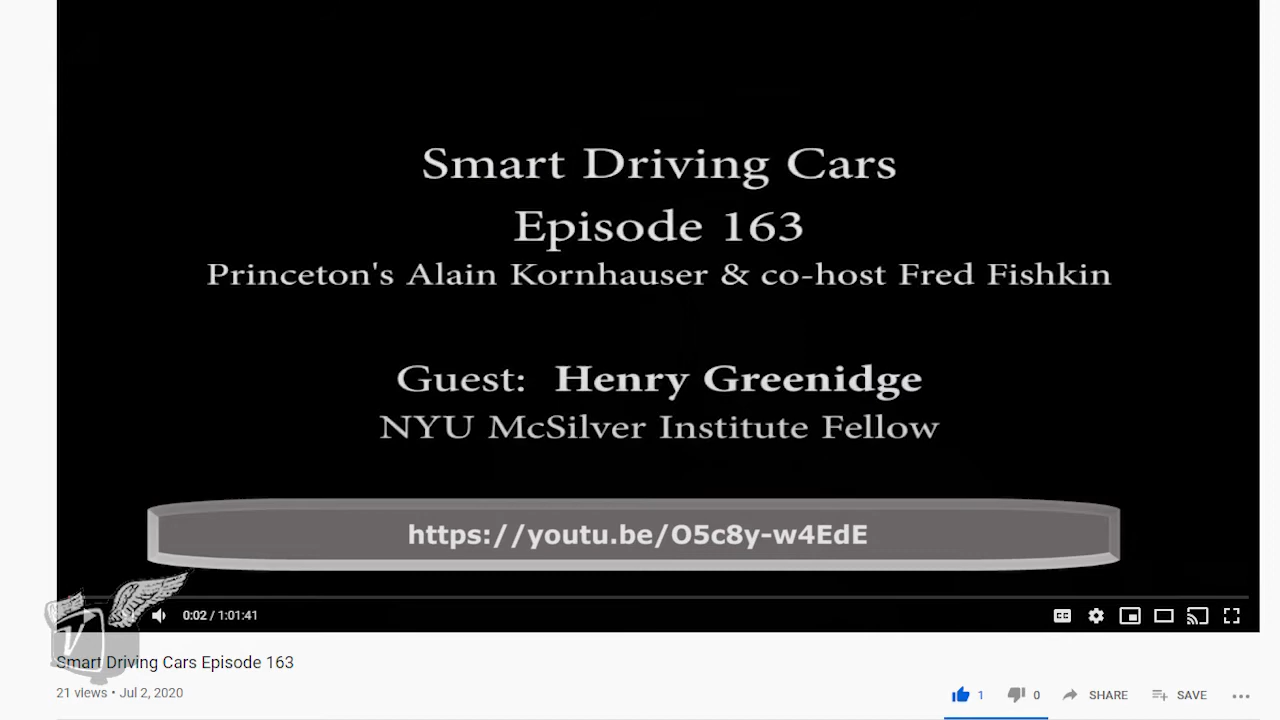 Smart Driving Cars
Episode 163
Princeton's Alain Kornhauser & co-host Fred Fishkin
Guest: Henry Greenidge
NYU McSilver Institute Fellow
https://youtu.be/O5c8y-w4EdE
0:02 / 1:01:41
CC
V
Smart Driving Cars Episode 163
21 views • Jul 2, 2020
1 0 SHARE SAVE